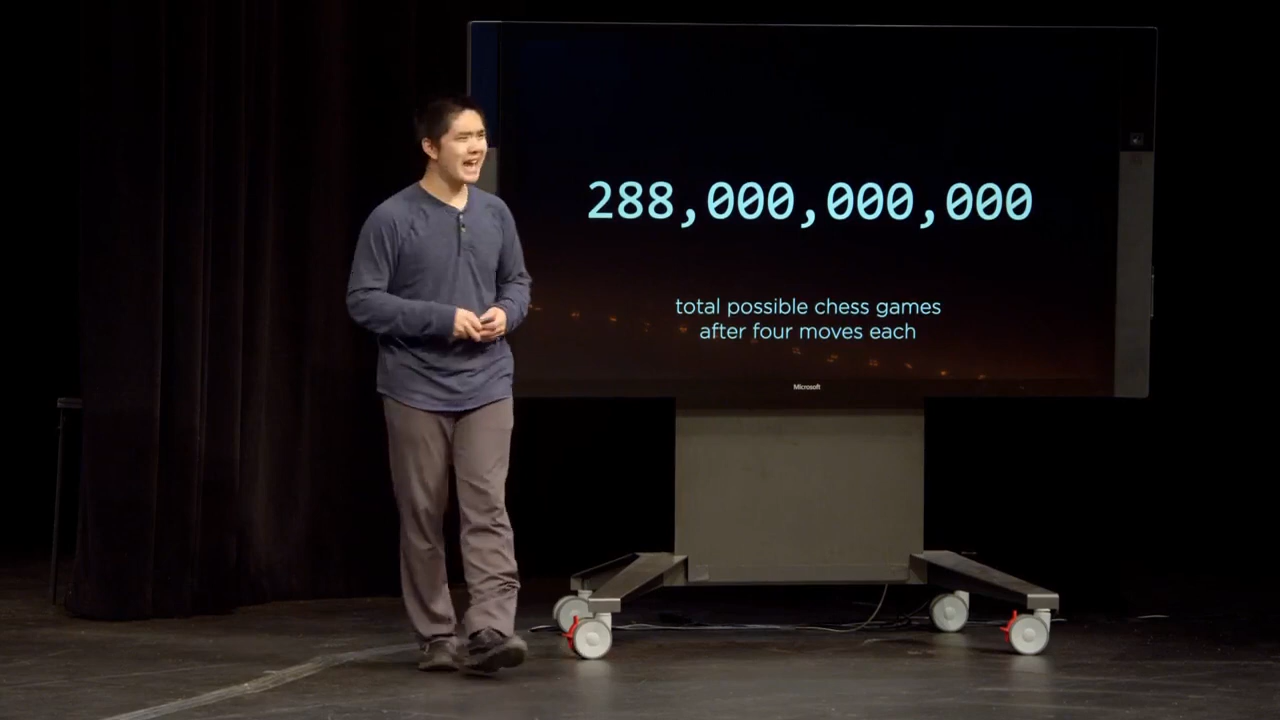 288,000,000,000
total possible chess games
after four moves each
Microsoft